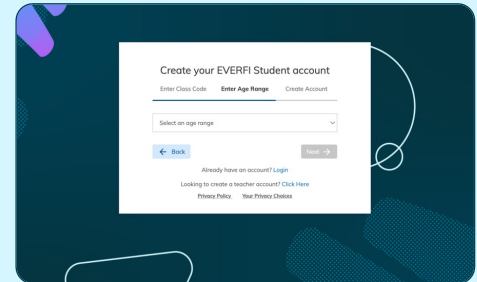 Create your EVERFI Student account
Enter Class Code Enter Age Range Create Account
Select an age range
← Back Next →
Already have an account? Login
Looking to create a teacher account? Click Here
Privacy Policy Your Privacy Choices